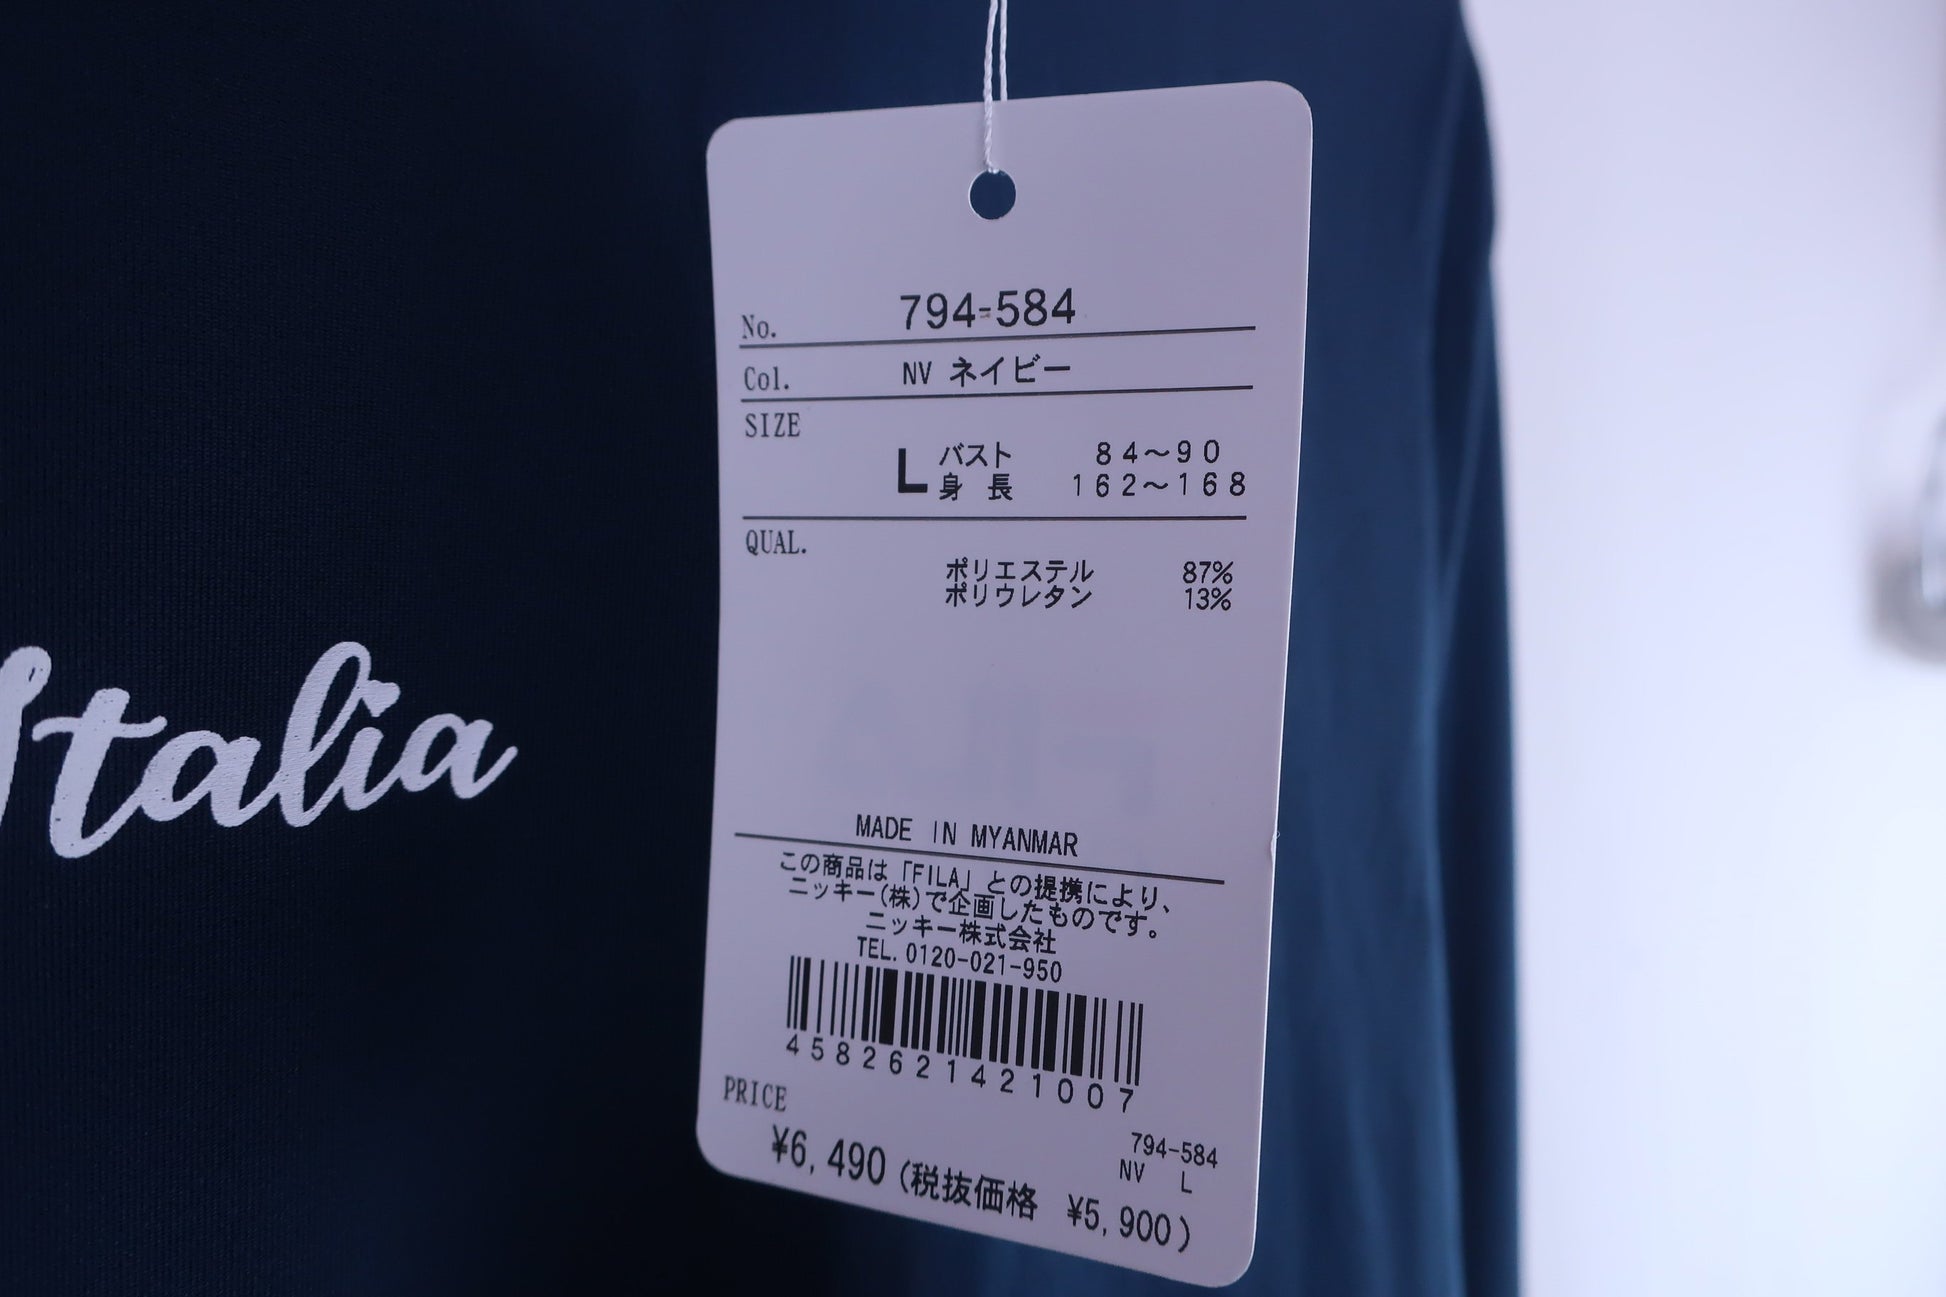 Italia
No. 794-584
Col. NV ネイビー
SIZE
L バスト 84〜90
身長 162〜168
QUAL.
ポリエステル 87%
ポリウレタン 13%
MADE IN MYANMAR
この商品は「FILA」との提携により、
ニッキー(株)で企画したものです。
ニッキー株式会社
TEL. 0120-021-950
4582621421007
PRICE
794-584
NV L
¥6,490 (税抜価格 ¥5,900)